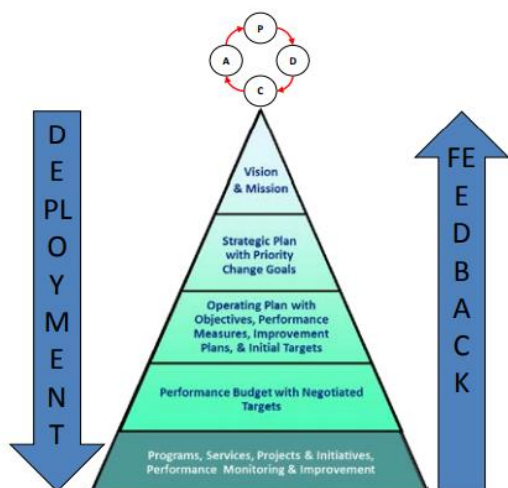 P
A
D
C
D
E
PL
O
Y
M
E
N
T
FE
E
D
B
A
C
K
Vision
& Mission
Strategic Plan
with Priority
Change Goals
Operating Plan with
Objectives, Performance
Measures, Improvement
Plans, & Initial Targets
Performance Budget with Negotiated
Targets
Programs, Services, Projects & Initiatives,
Performance Monitoring & Improvement